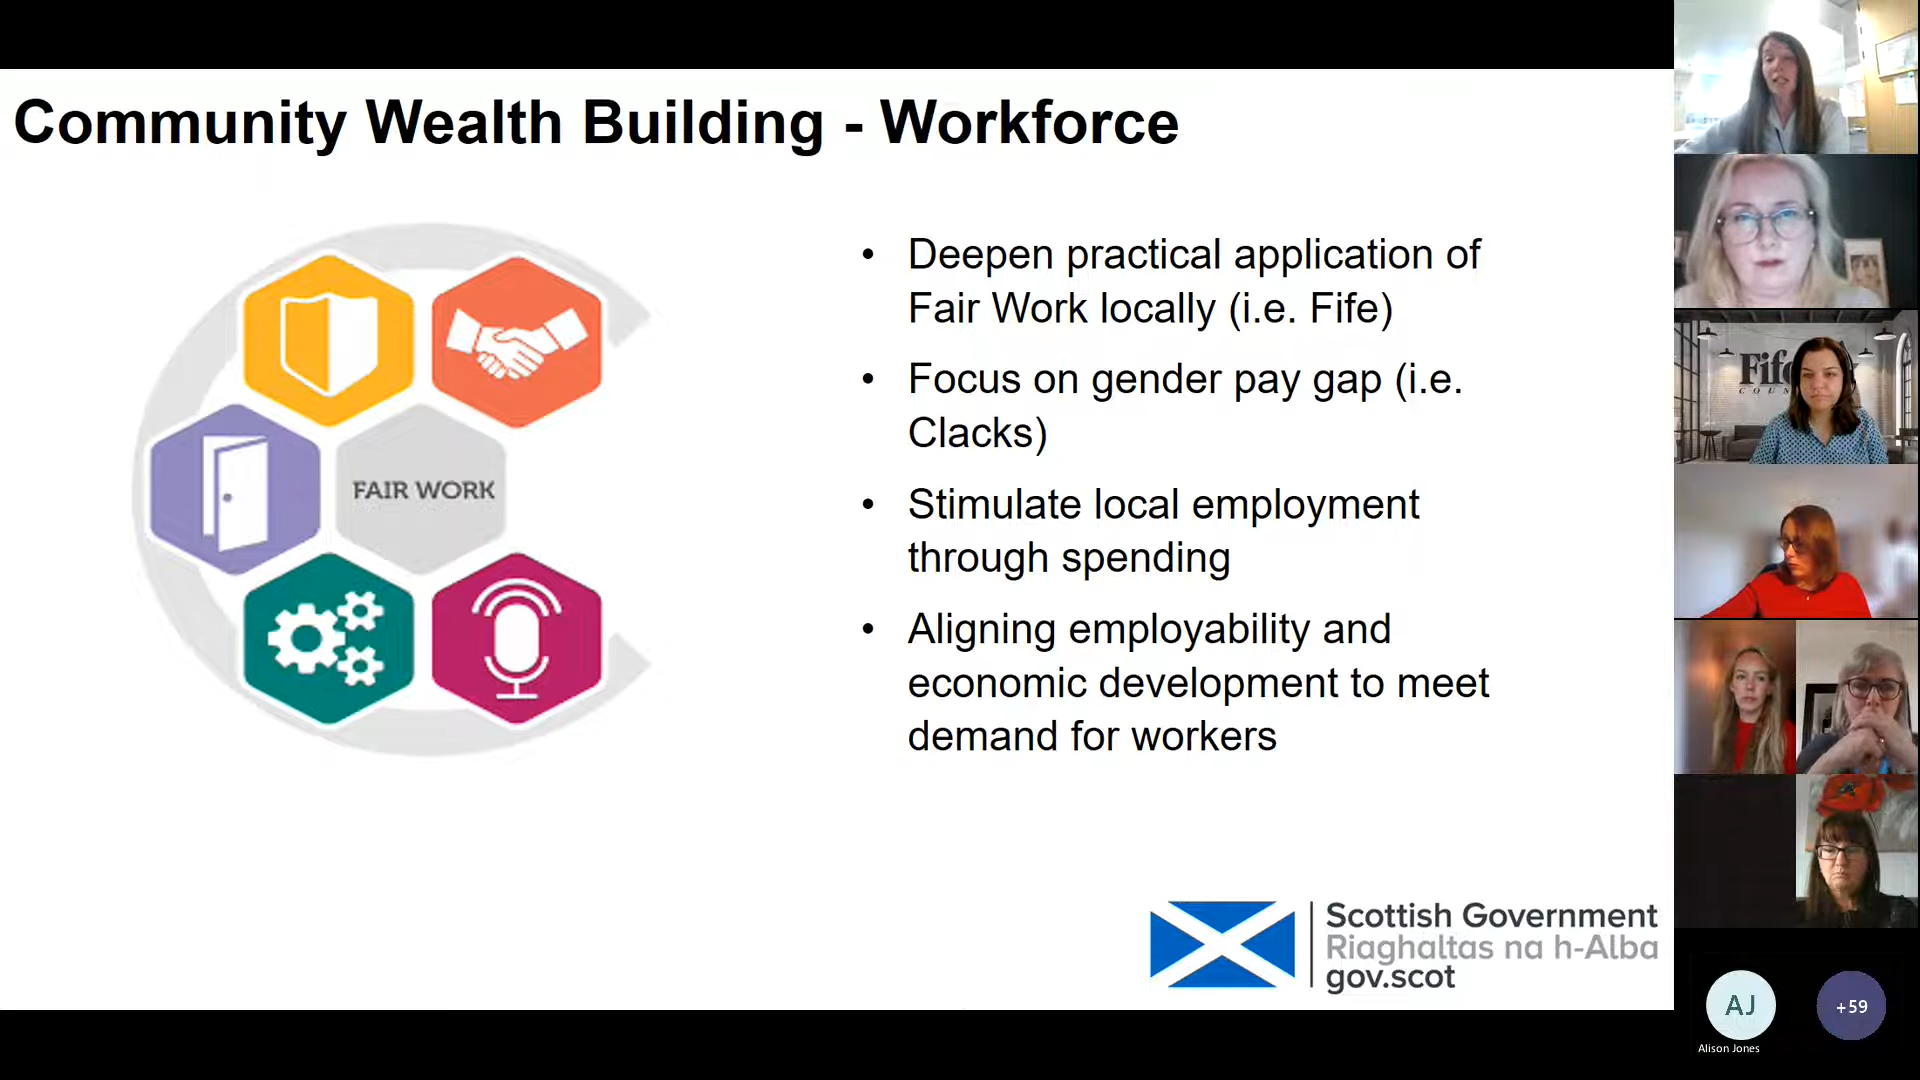 Community Wealth Building - Workforce
FAIR WORK
• Deepen practical application of
Fair Work locally (i.e. Fife)
• Focus on gender pay gap (i.e.
Clacks)
• Stimulate local employment
through spending
• Aligning employability and
economic development to meet
demand for workers
Scottish Government
Riaghaltas na h-Alba
gov.scot
Fife
AJ
+59
Alison Jones